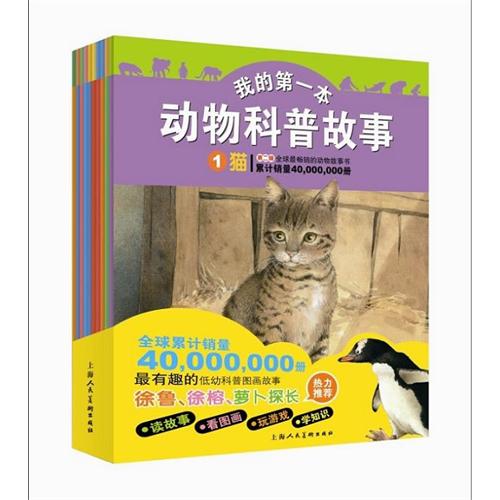 我的第一本
动物科普故事
1 猫
第二辑 全球最畅销的动物故事书
累计销量40,000,000册
全球累计销量
40,000,000册
最有趣的低幼科普图画故事
徐鲁、徐榕、萝卜探长
热力
推荐
•读故事 •看图画 •玩游戏 •学知识
上海人民美術出版社
上海人民美術出版社